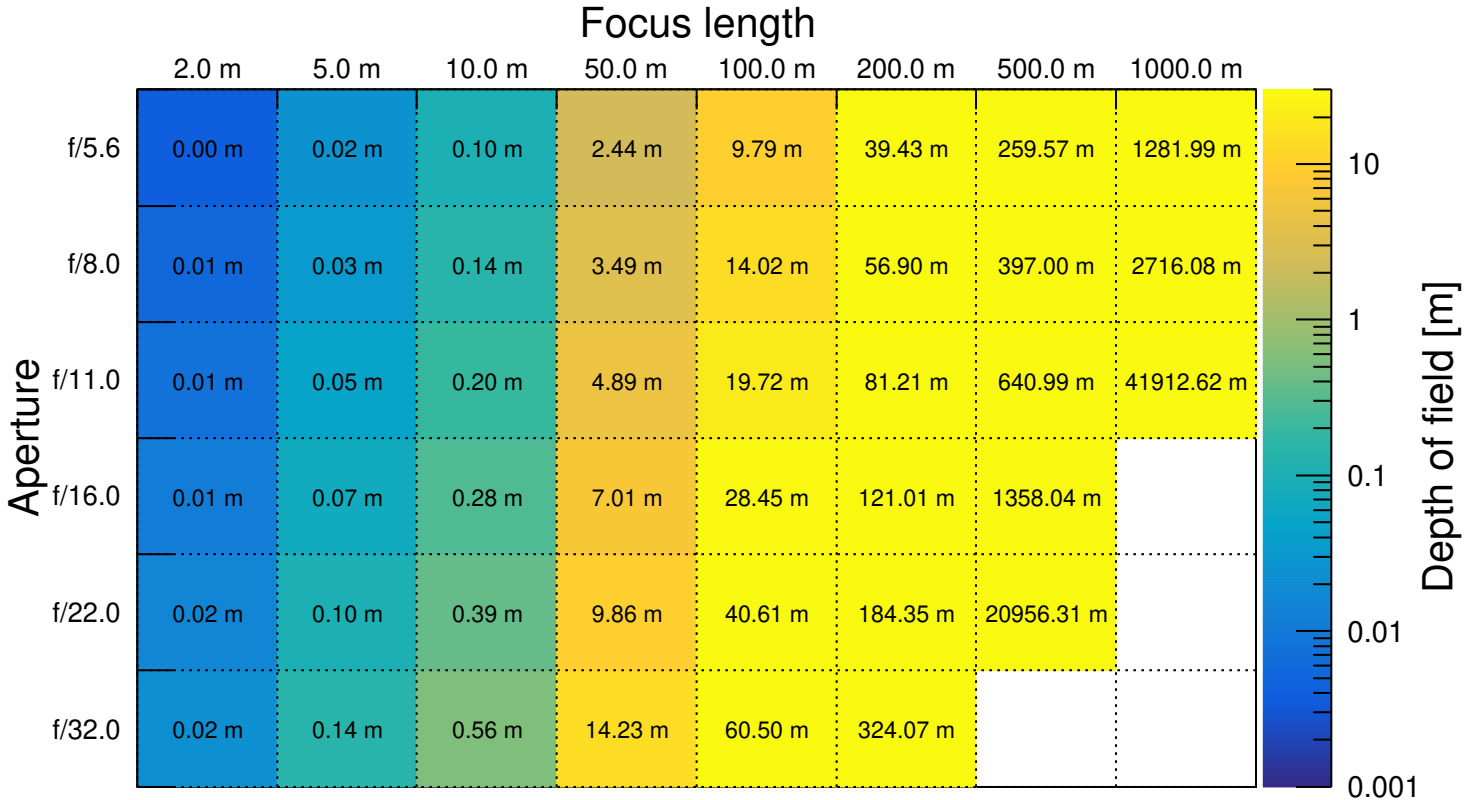 Focus length
2.0 m 5.0 m 10.0 m 50.0 m 100.0 m 200.0 m 500.0 m 1000.0 m
f/5.6 0.00 m 0.02 m 0.10 m 2.44 m 9.79 m 39.43 m 259.57 m 1281.99 m
f/8.0 0.01 m 0.03 m 0.14 m 3.49 m 14.02 m 56.90 m 397.00 m 2716.08 m
f/11.0 0.01 m 0.05 m 0.20 m 4.89 m 19.72 m 81.21 m 640.99 m 41912.62 m
f/16.0 0.01 m 0.07 m 0.28 m 7.01 m 28.45 m 121.01 m 1358.04 m
f/22.0 0.02 m 0.10 m 0.39 m 9.86 m 40.61 m 184.35 m 20956.31 m
f/32.0 0.02 m 0.14 m 0.56 m 14.23 m 60.50 m 324.07 m
Aperture
10
1
0.1
0.01
0.001
Depth of field [m]